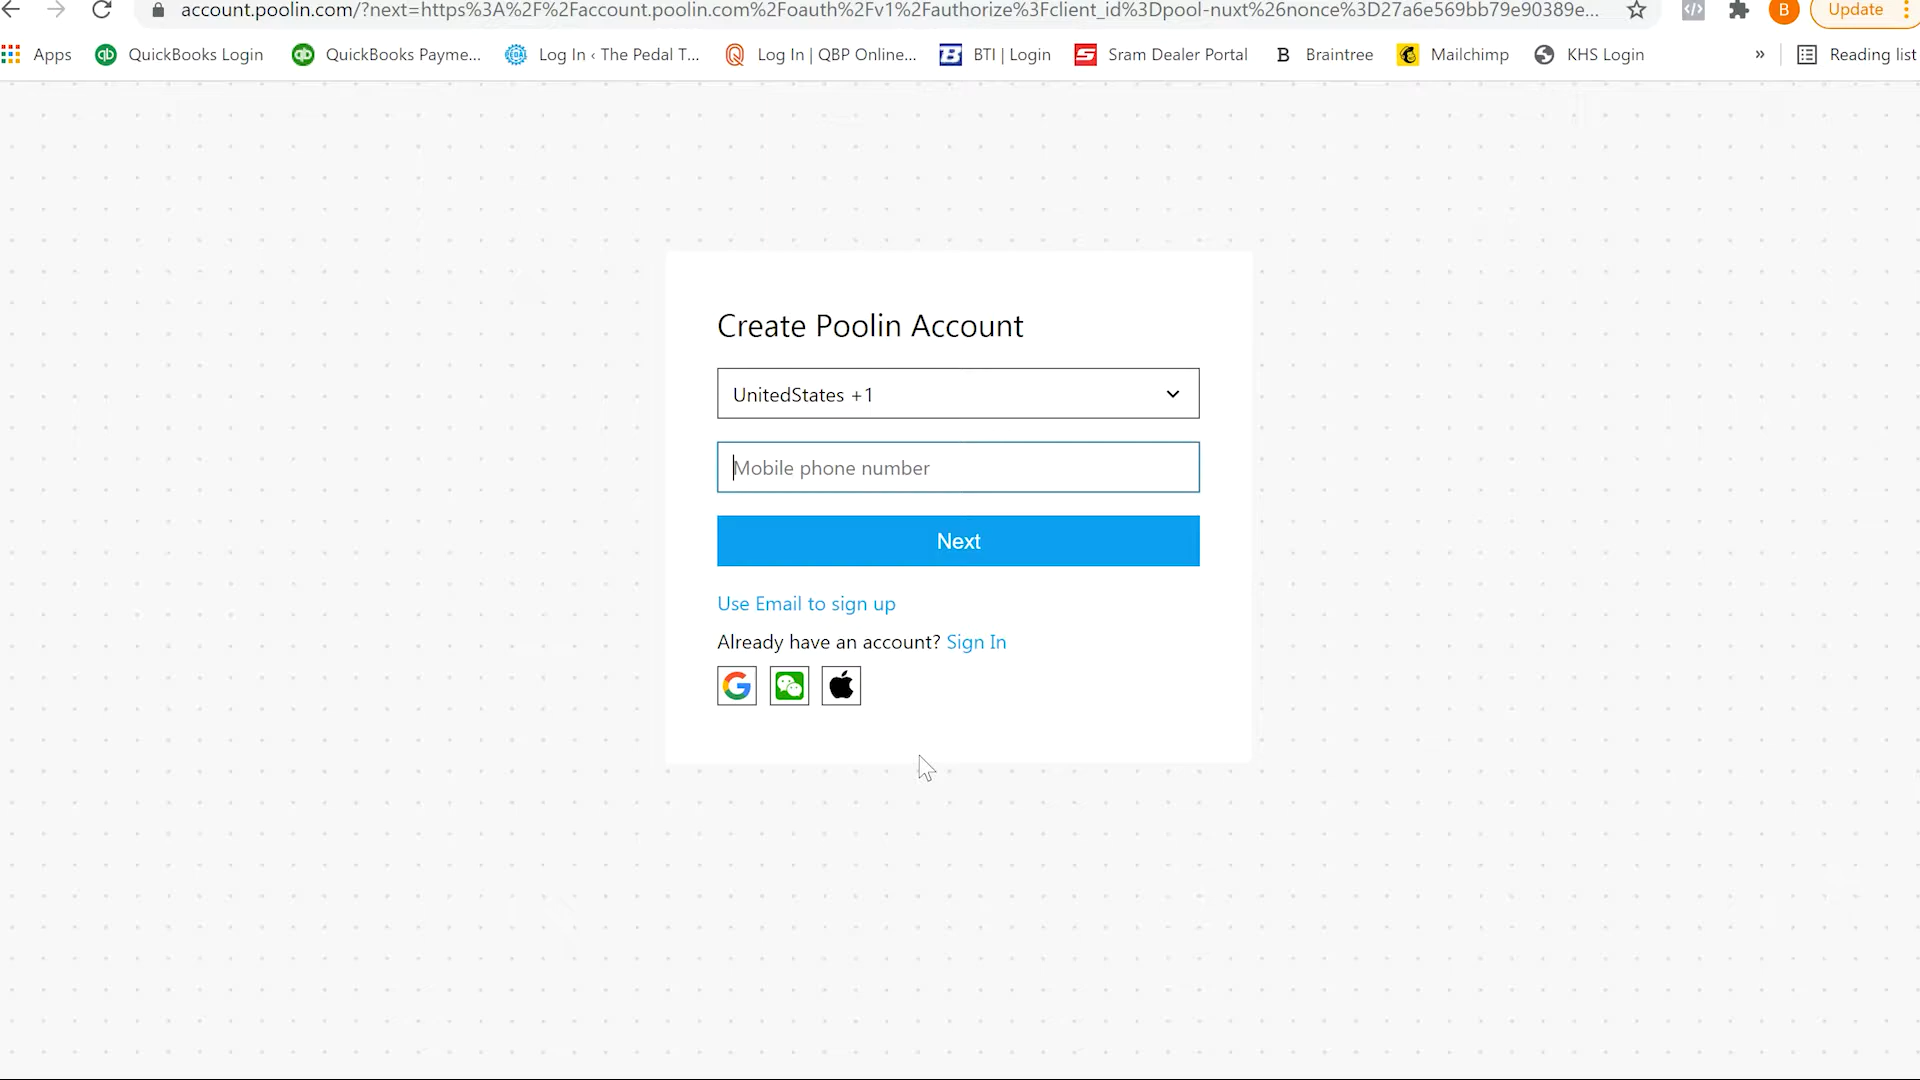 account.poolin.com/?next=https%3A%2F%2Faccount.poolin.com%2Foauth%2Fv1%2Fauthorize%3Fclient_id%3Dpool-nuxt%26nonce%3D27a6e569bb79e90389e...
B
Update
Apps
QuickBooks Login
QuickBooks Payme...
Log In ‹ The Pedal T...
Log In | QBP Online...
BTI | Login
Sram Dealer Portal
B Braintree
Mailchimp
KHS Login
»
Reading list
Create Poolin Account
UnitedStates +1
Mobile phone number
Next
Use Email to sign up
Already have an account? Sign In